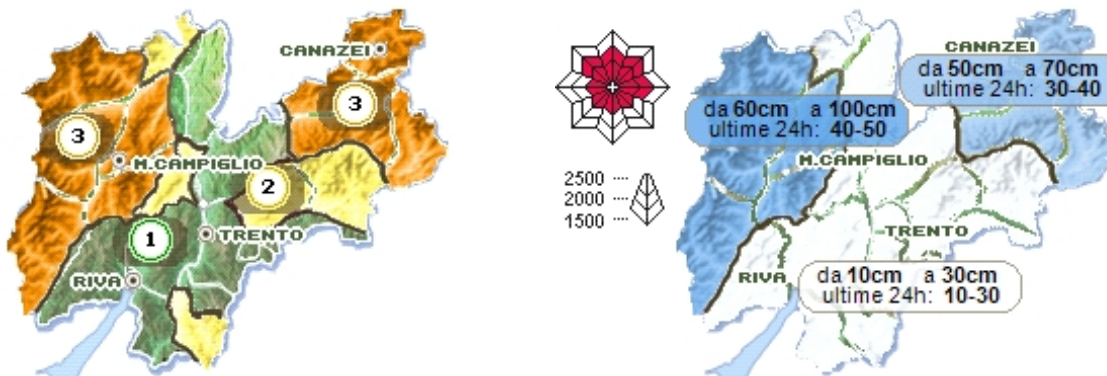 CANAZEI
3
3
M.CAMPIGLIO
2
1
TRENTO
RIVA
2500
2000
1500
CANAZEI
da 50cm a 70cm
ultime 24h: 30-40
da 60cm a 100cm
ultime 24h: 40-50
M.CAMPIGLIO
TRENTO
RIVA
da 10cm a 30cm
ultime 24h: 10-30